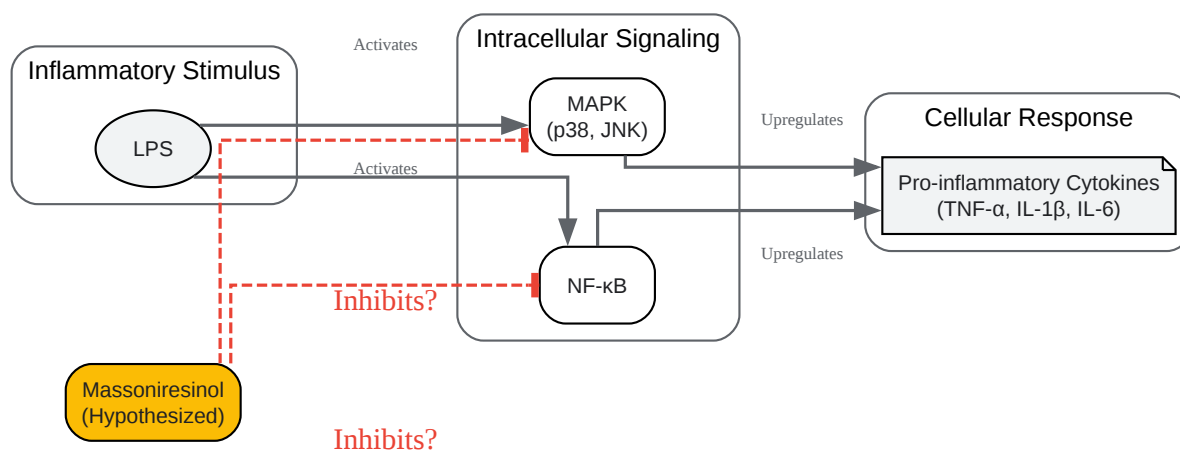 Inflammatory Stimulus
LPS
Activates
Activates
Intracellular Signaling
MAPK
(p38, JNK)
NF-κB
Upregulates
Upregulates
Cellular Response
Pro-inflammatory Cytokines
(TNF-α, IL-1β, IL-6)
Inhibits?
Massoniresinol
(Hypothesized)
Inhibits?